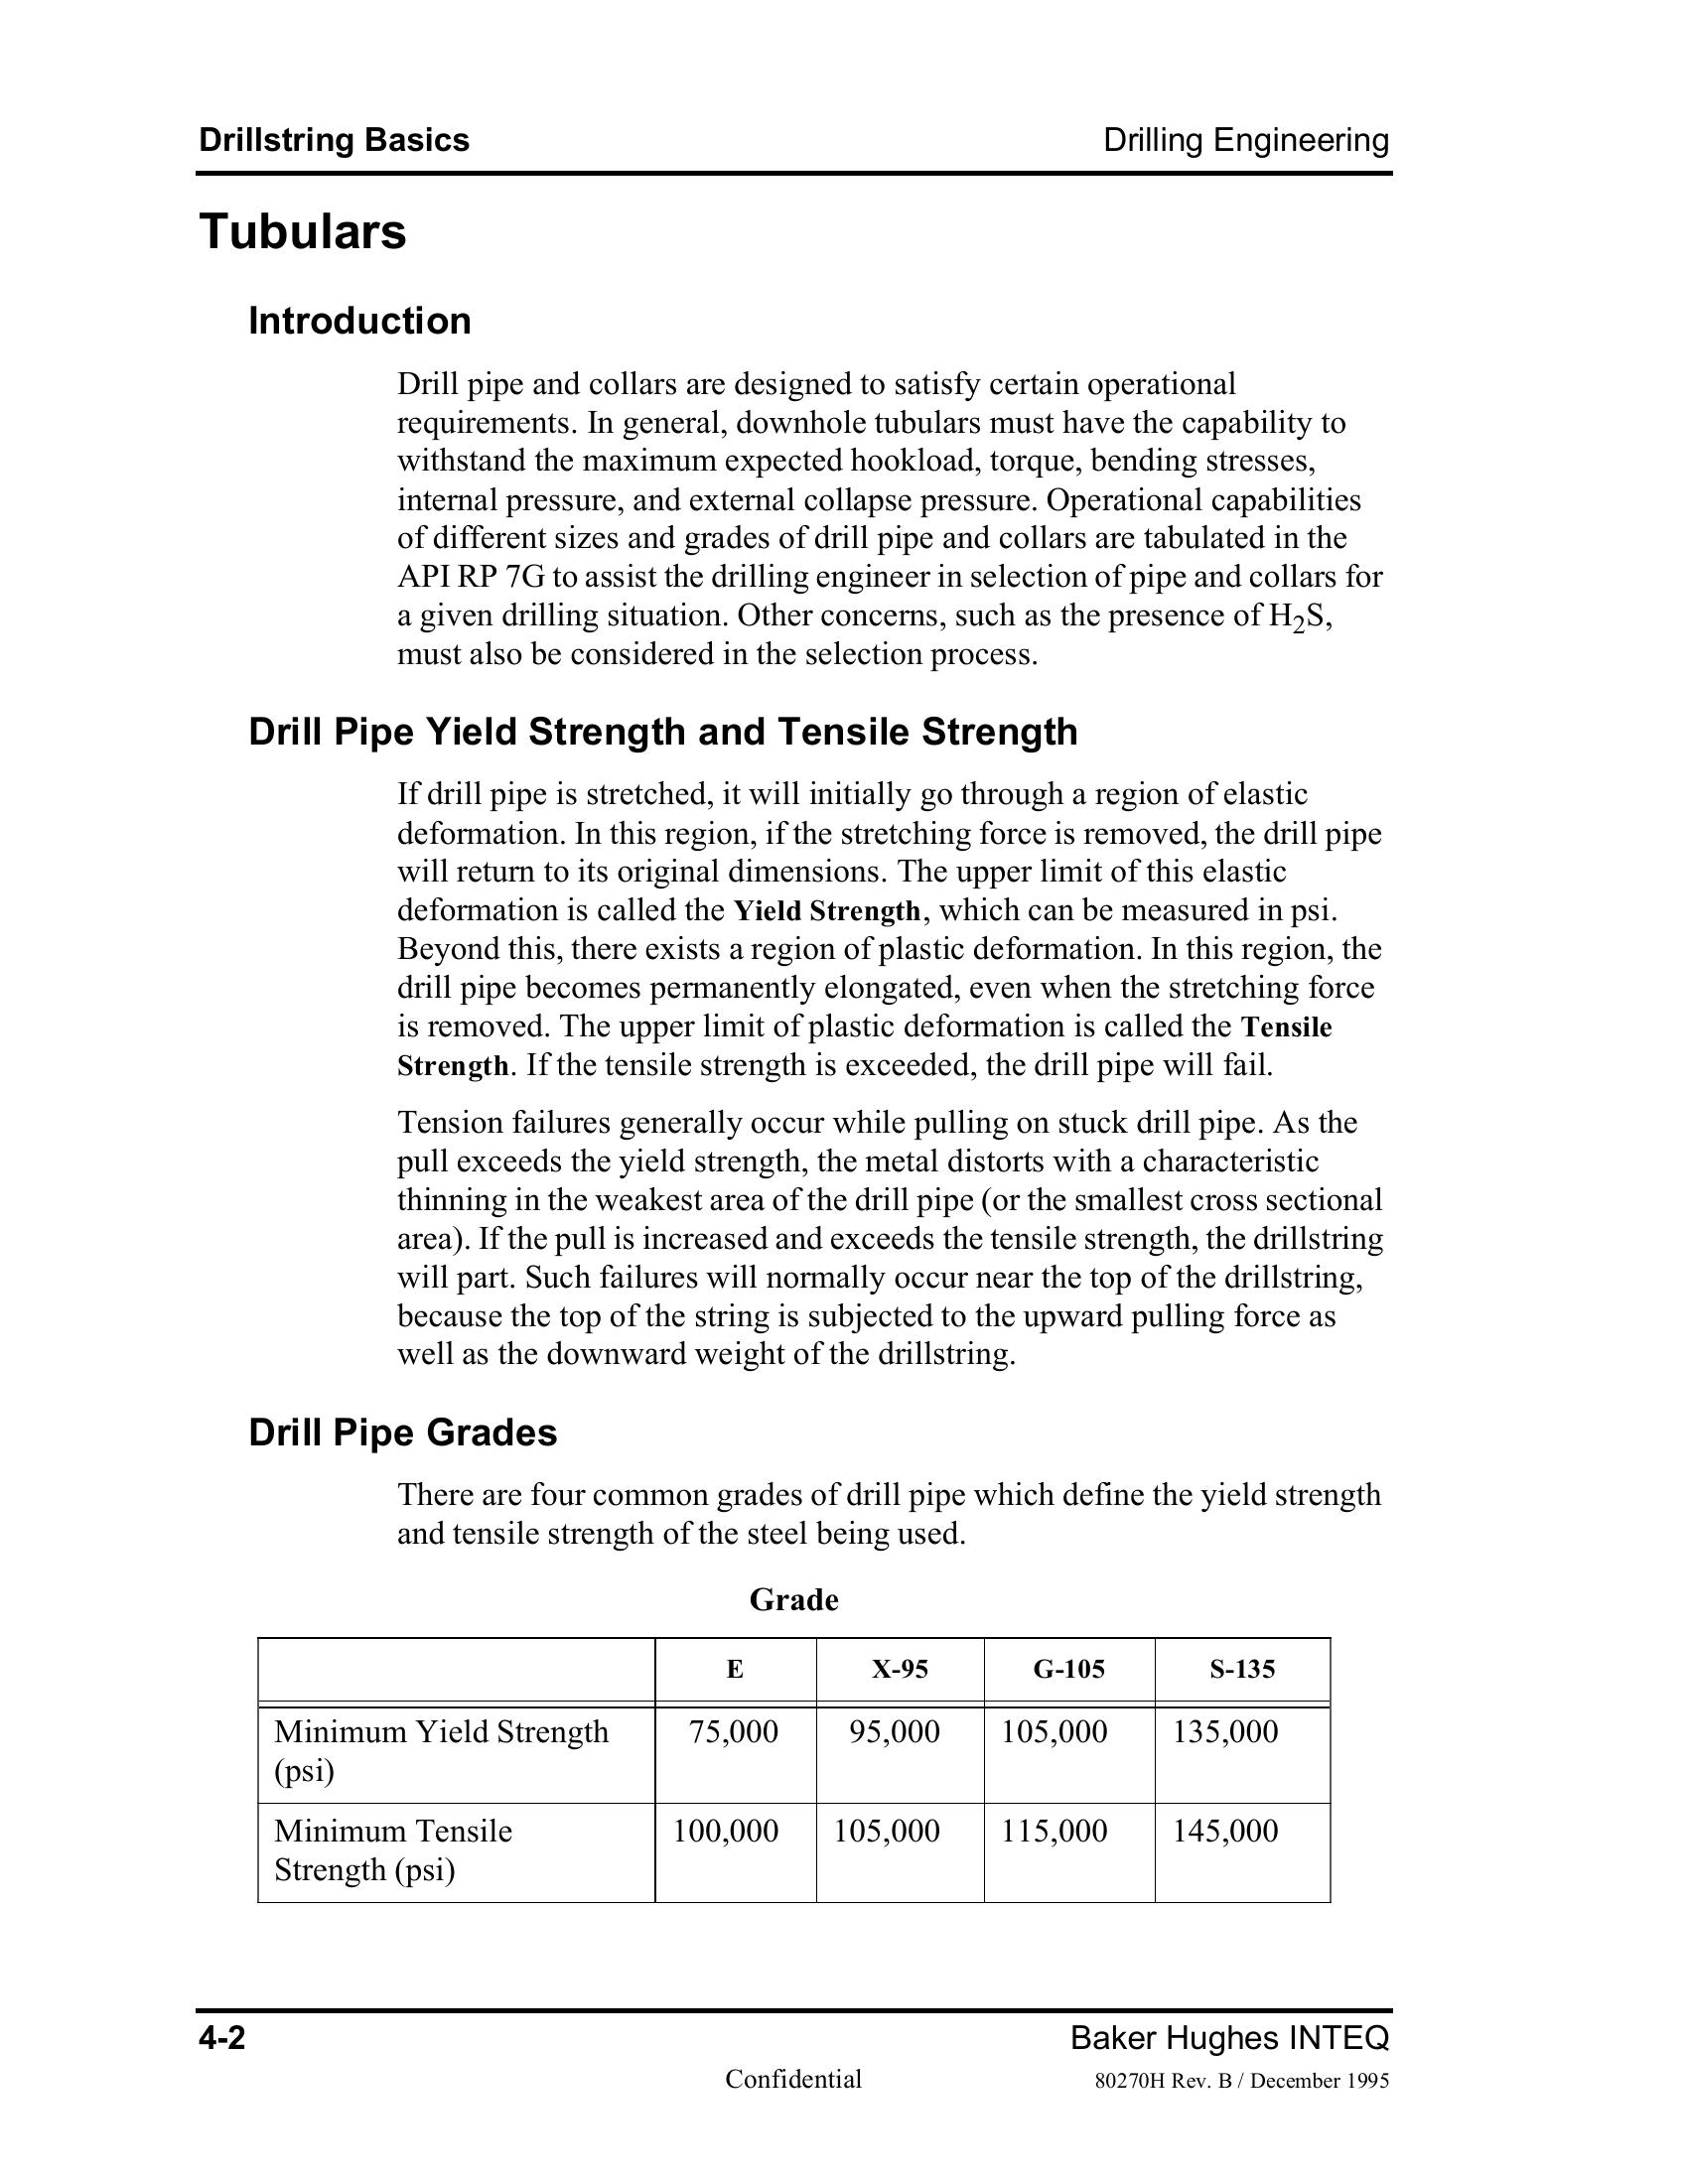 Drillstring Basics Drilling Engineering
Tubulars
Introduction
Drill pipe and collars are designed to satisfy certain operational
requirements. In general, downhole tubulars must have the capability to
withstand the maximum expected hookload, torque, bending stresses,
internal pressure, and external collapse pressure. Operational capabilities
of different sizes and grades of drill pipe and collars are tabulated in the
API RP 7G to assist the drilling engineer in selection of pipe and collars for
a given drilling situation. Other concerns, such as the presence of H₂S,
must also be considered in the selection process.
Drill Pipe Yield Strength and Tensile Strength
If drill pipe is stretched, it will initially go through a region of elastic
deformation. In this region, if the stretching force is removed, the drill pipe
will return to its original dimensions. The upper limit of this elastic
deformation is called the Yield Strength, which can be measured in psi.
Beyond this, there exists a region of plastic deformation. In this region, the
drill pipe becomes permanently elongated, even when the stretching force
is removed. The upper limit of plastic deformation is called the Tensile
Strength. If the tensile strength is exceeded, the drill pipe will fail.
Tension failures generally occur while pulling on stuck drill pipe. As the
pull exceeds the yield strength, the metal distorts with a characteristic
thinning in the weakest area of the drill pipe (or the smallest cross sectional
area). If the pull is increased and exceeds the tensile strength, the drillstring
will part. Such failures will normally occur near the top of the drillstring,
because the top of the string is subjected to the upward pulling force as
well as the downward weight of the drillstring.
Drill Pipe Grades
There are four common grades of drill pipe which define the yield strength
and tensile strength of the steel being used.
Grade
E X-95 G-105 S-135
Minimum Yield Strength 75,000 95,000 105,000 135,000
(psi)
Minimum Tensile 100,000 105,000 115,000 145,000
Strength (psi)
4-2 Baker Hughes INTEQ
Confidential 80270H Rev. B / December 1995